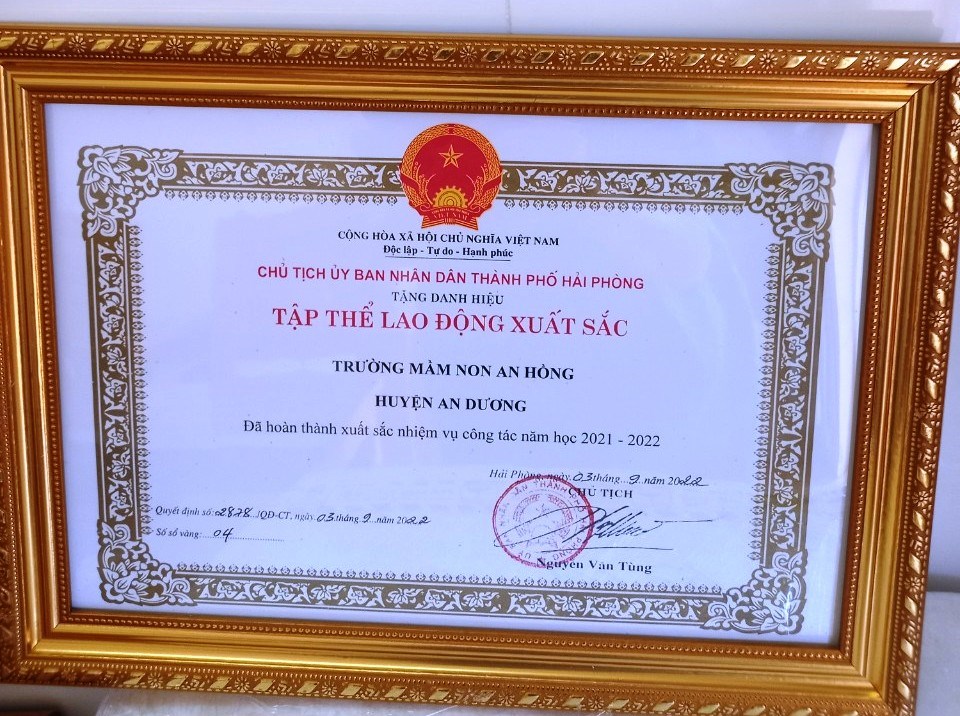 VIỆT NAM
CỘNG HÒA XÃ HỘI CHỦ NGHĨA VIỆT NAM
Độc lập - Tự do - Hạnh phúc
CHỦ TỊCH ỦY BAN NHÂN DÂN THÀNH PHỐ HẢI PHÒNG
TẶNG DANH HIỆU
TẬP THỂ LAO ĐỘNG XUẤT SẮC
TRƯỜNG MẦM NON AN HỒNG
HUYỆN AN DƯƠNG
Đã hoàn thành xuất sắc nhiệm vụ công tác năm học 2021 - 2022
Hải Phòng, ngày 03 tháng 9 năm 2022
CHỦ TỊCH
Quyết định số: 2878 /QĐ-CT, ngày 03 tháng 9 năm 2022
Số sổ vàng: 04
Nguyễn Văn Tùng